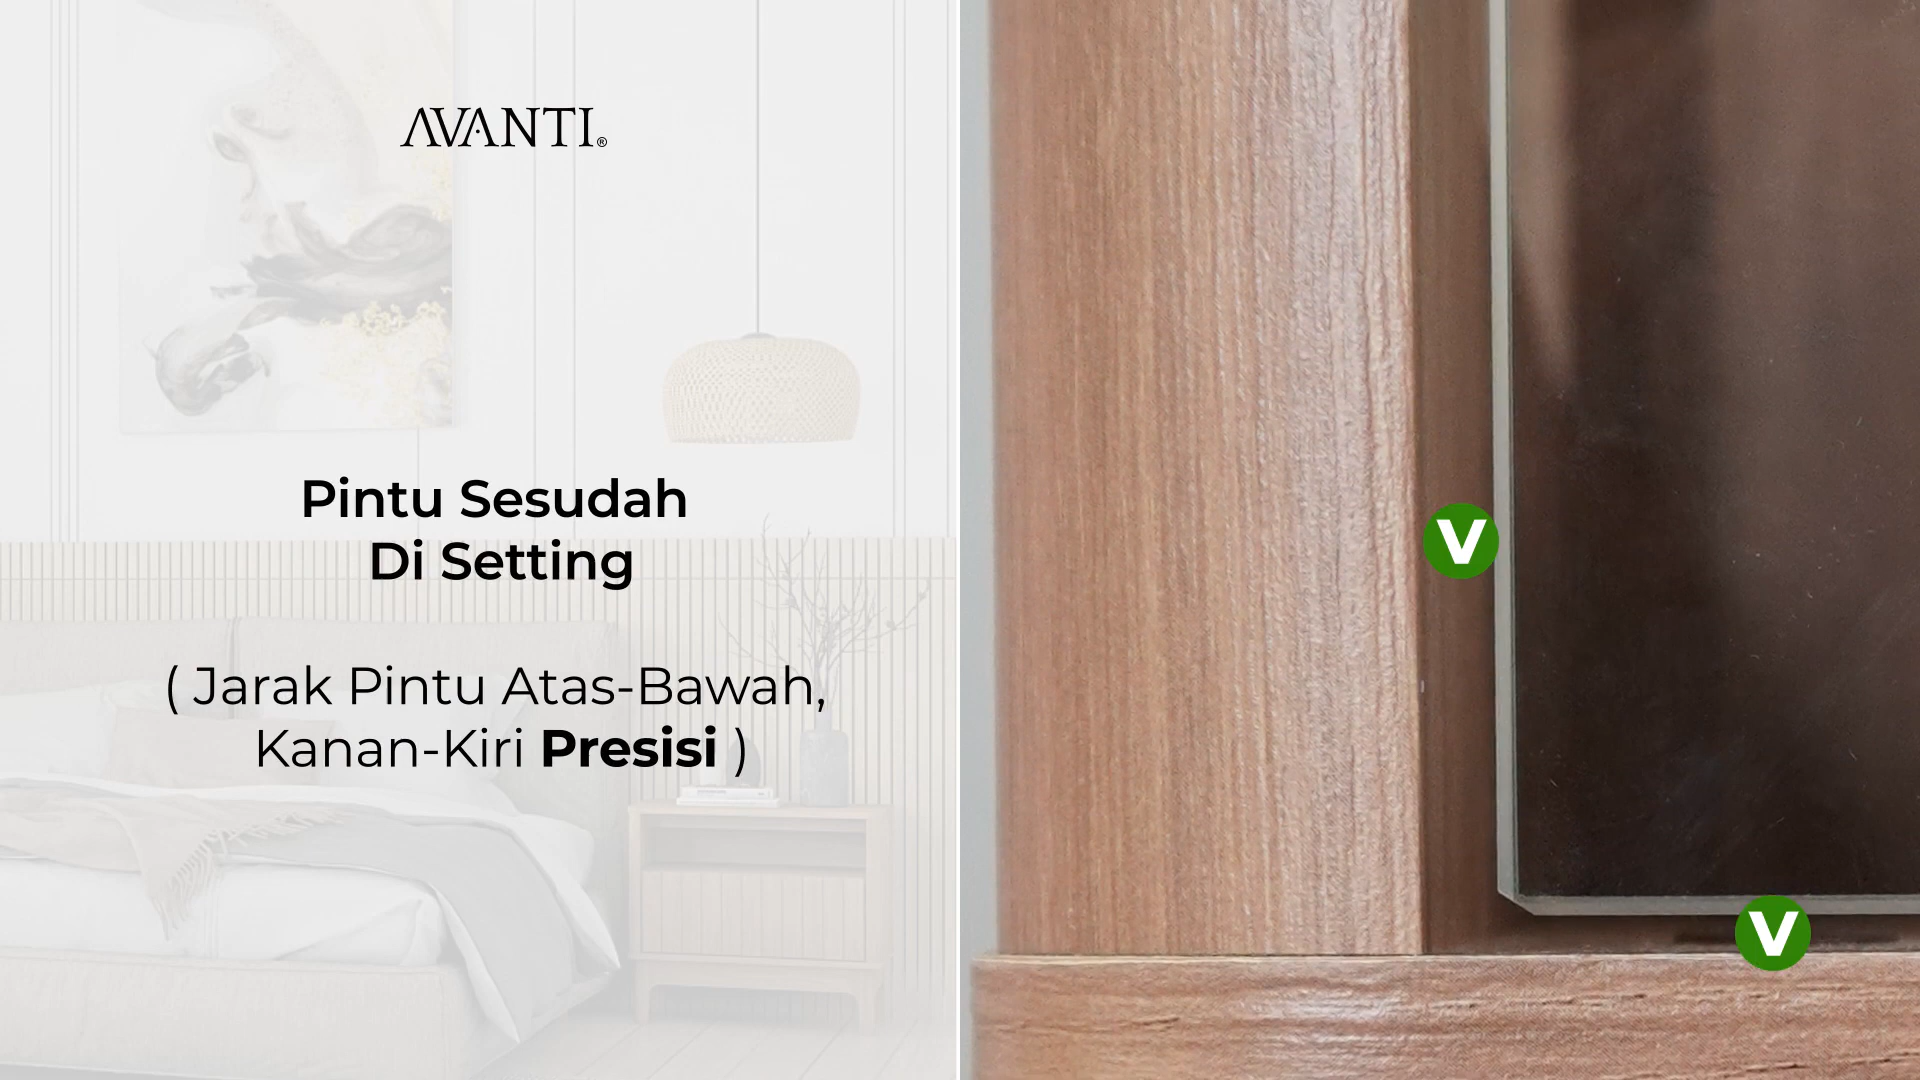 AVANTI®
Pintu Sesudah
Di Setting
( Jarak Pintu Atas-Bawah,
Kanan-Kiri Presisi )
V
V